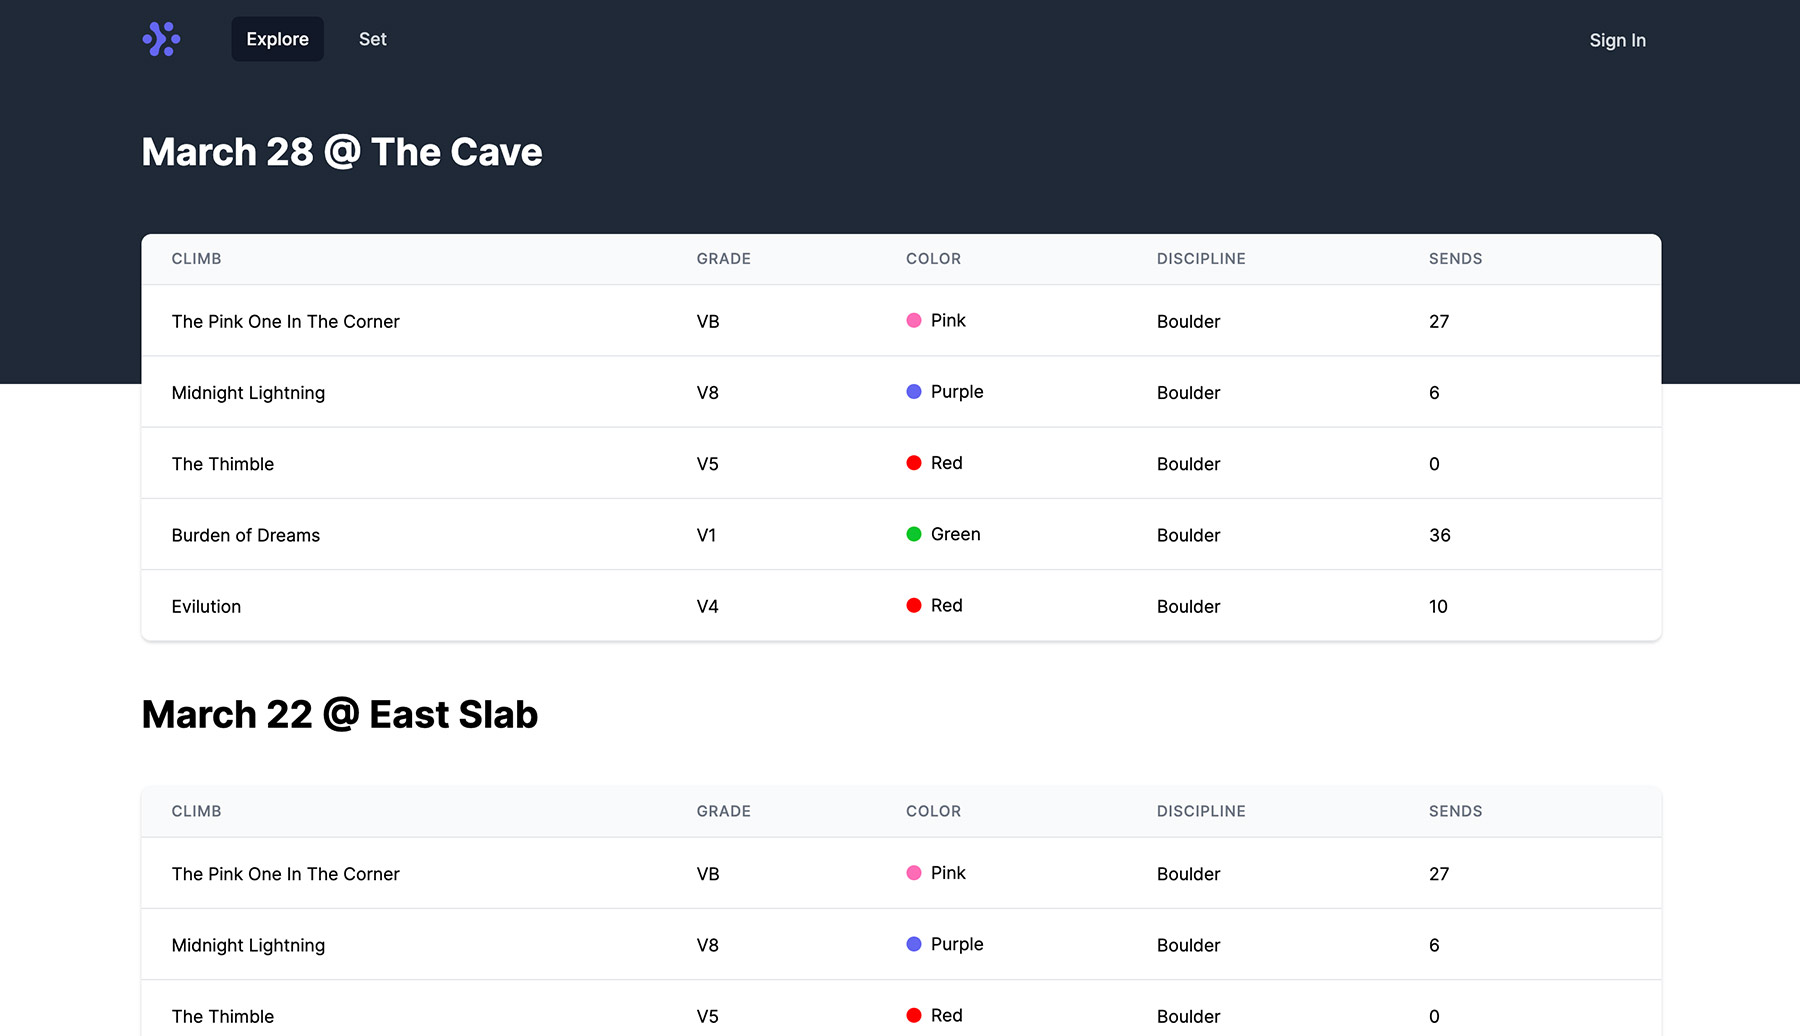 Explore Set Sign In
March 28 @ The Cave
CLIMB GRADE COLOR DISCIPLINE SENDS
The Pink One In The Corner VB Pink Boulder 27
Midnight Lightning V8 Purple Boulder 6
The Thimble V5 Red Boulder 0
Burden of Dreams V1 Green Boulder 36
Evilution V4 Red Boulder 10
March 22 @ East Slab
CLIMB GRADE COLOR DISCIPLINE SENDS
The Pink One In The Corner VB Pink Boulder 27
Midnight Lightning V8 Purple Boulder 6
The Thimble V5 Red Boulder 0